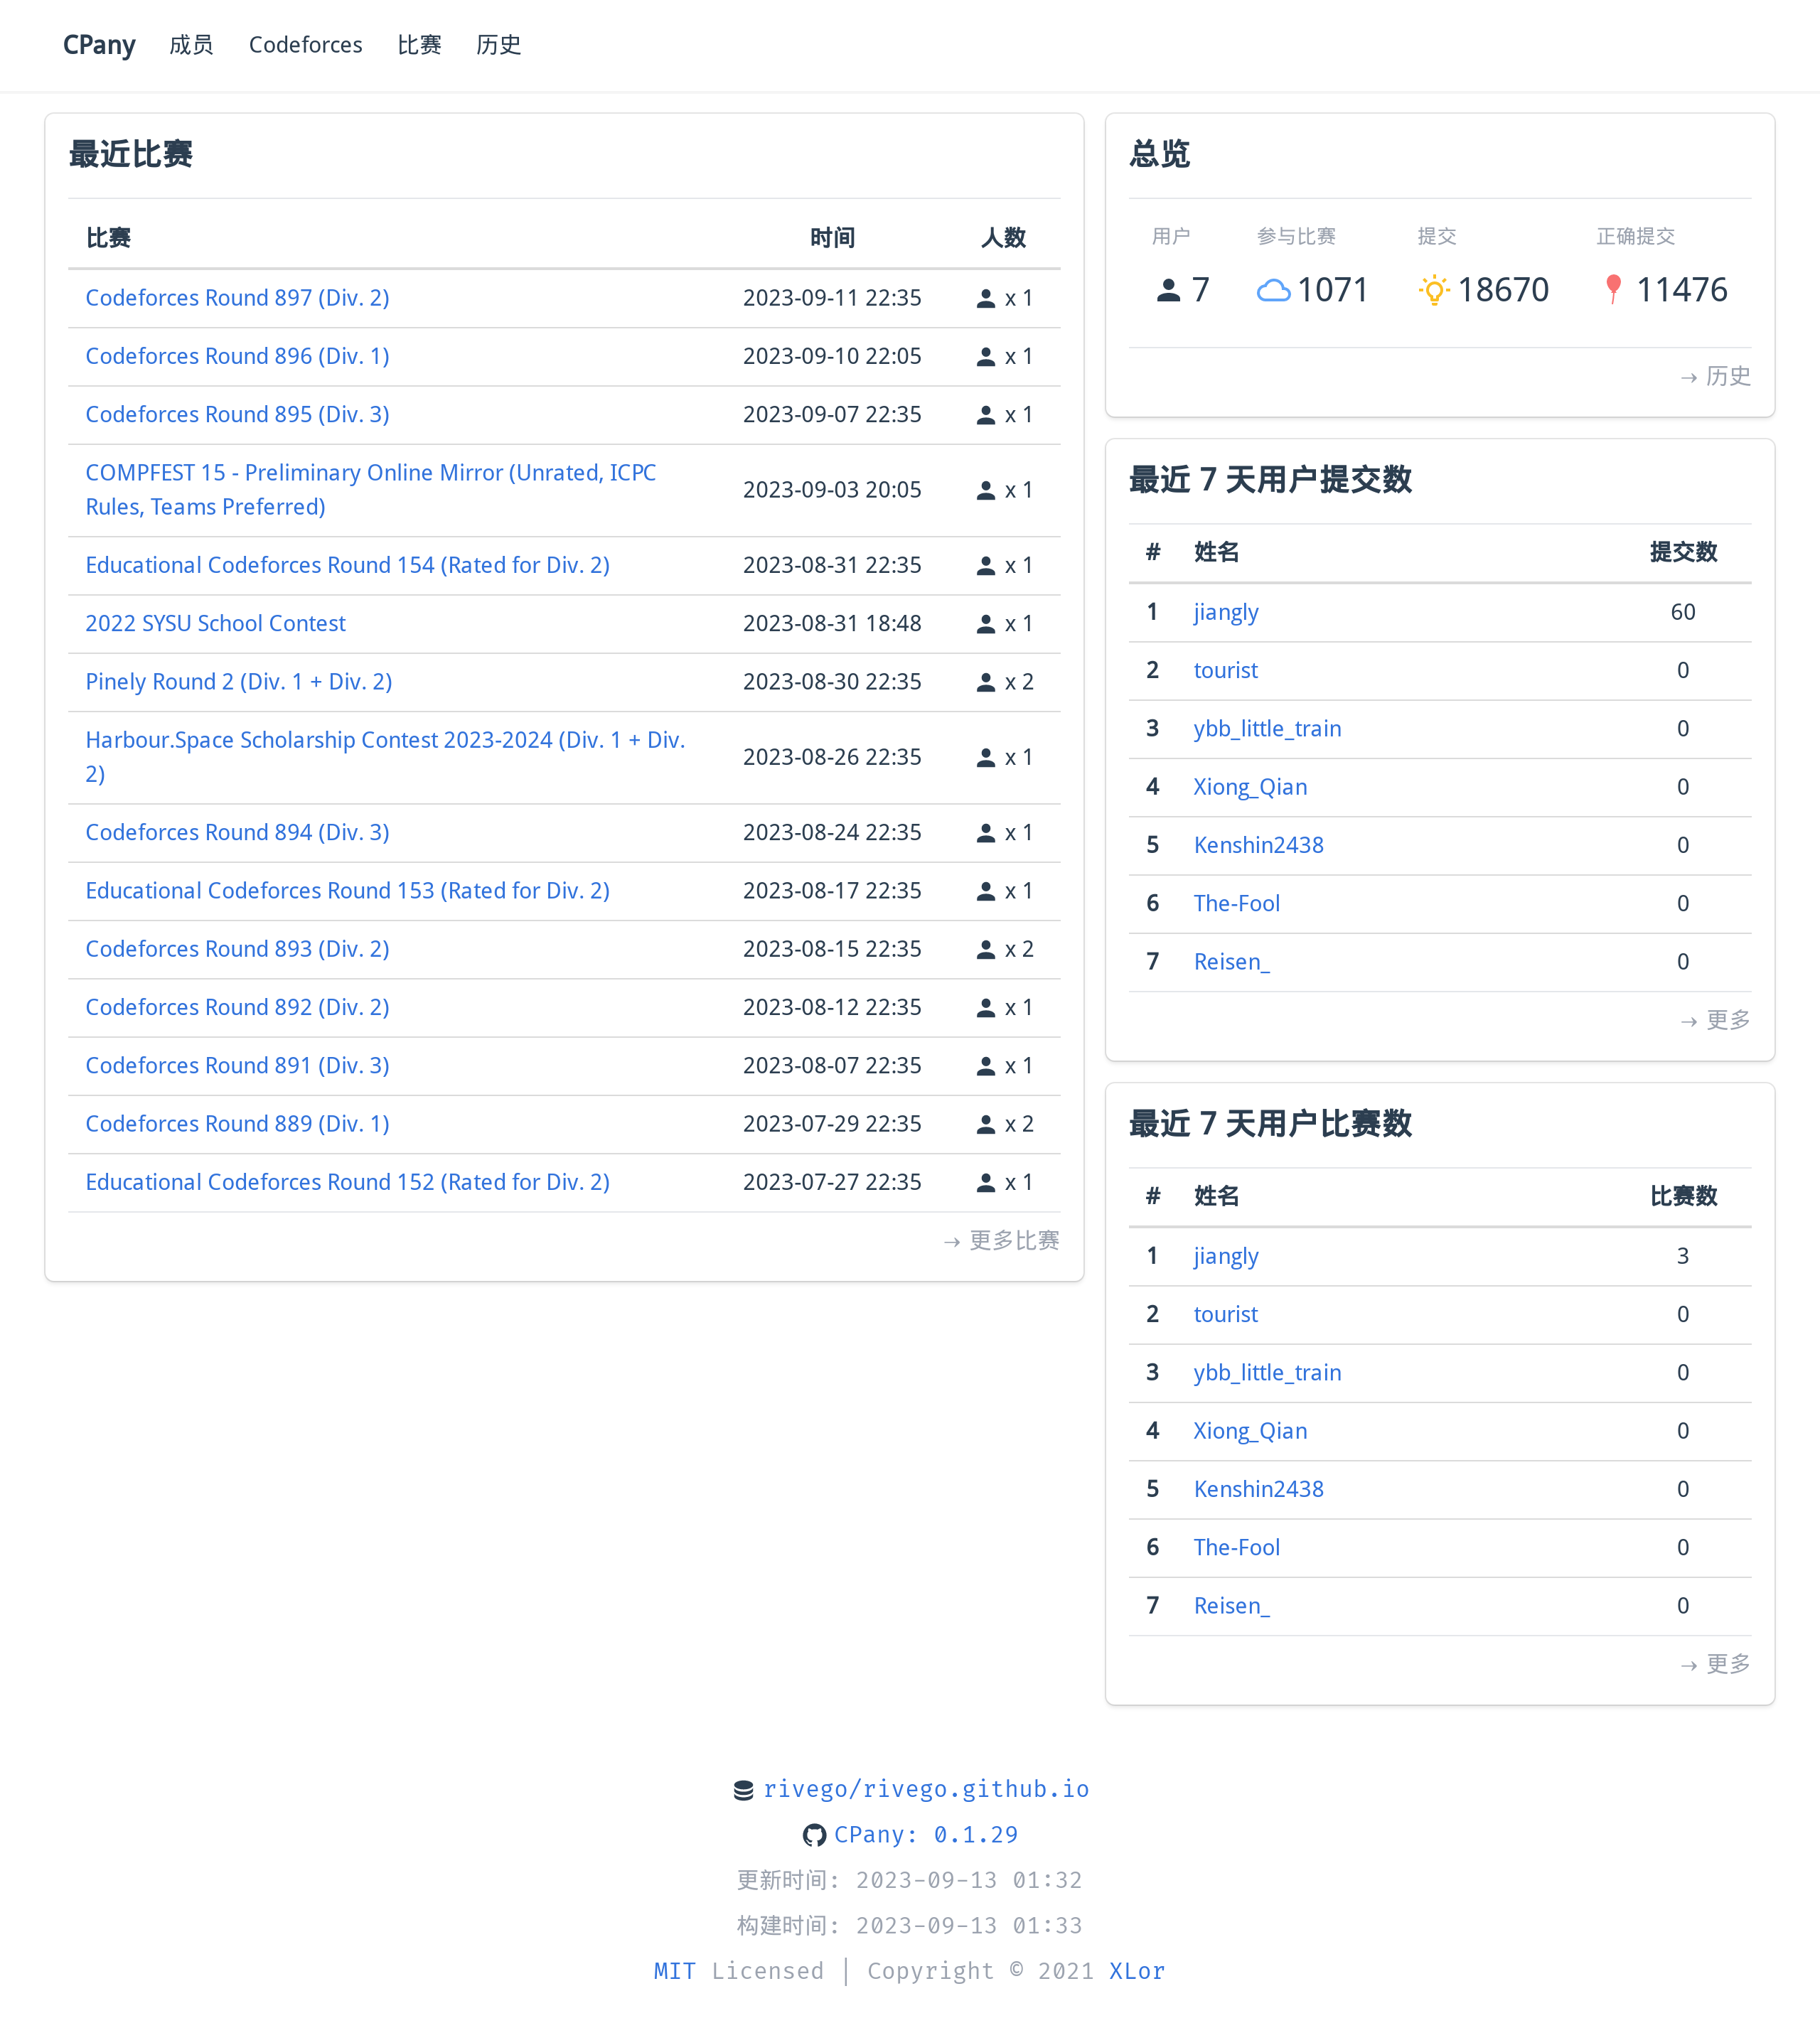 CPany 成员 Codeforces 比赛 历史
最近比赛
比赛 时间 人数
Codeforces Round 897 (Div. 2) 2023-09-11 22:35 x 1
Codeforces Round 896 (Div. 1) 2023-09-10 22:05 x 1
Codeforces Round 895 (Div. 3) 2023-09-07 22:35 x 1
COMPFEST 15 - Preliminary Online Mirror (Unrated, ICPC
Rules, Teams Preferred) 2023-09-03 20:05 x 1
Educational Codeforces Round 154 (Rated for Div. 2) 2023-08-31 22:35 x 1
2022 SYSU School Contest 2023-08-31 18:48 x 1
Pinely Round 2 (Div. 1 + Div. 2) 2023-08-30 22:35 x 2
Harbour.Space Scholarship Contest 2023-2024 (Div. 1 + Div.
2) 2023-08-26 22:35 x 1
Codeforces Round 894 (Div. 3) 2023-08-24 22:35 x 1
Educational Codeforces Round 153 (Rated for Div. 2) 2023-08-17 22:35 x 1
Codeforces Round 893 (Div. 2) 2023-08-15 22:35 x 2
Codeforces Round 892 (Div. 2) 2023-08-12 22:35 x 1
Codeforces Round 891 (Div. 3) 2023-08-07 22:35 x 1
Codeforces Round 889 (Div. 1) 2023-07-29 22:35 x 2
Educational Codeforces Round 152 (Rated for Div. 2) 2023-07-27 22:35 x 1
→ 更多比赛
总览
用户 参与比赛 提交 正确提交
7 1071 18670 11476
→ 历史
最近 7 天用户提交数
# 姓名 提交数
1 jiangly 60
2 tourist 0
3 ybb_little_train 0
4 Xiong_Qian 0
5 Kenshin2438 0
6 The-Fool 0
7 Reisen_ 0
→ 更多
最近 7 天用户比赛数
# 姓名 比赛数
1 jiangly 3
2 tourist 0
3 ybb_little_train 0
4 Xiong_Qian 0
5 Kenshin2438 0
6 The-Fool 0
7 Reisen_ 0
→ 更多
rivego/rivego.github.io
CPany: 0.1.29
更新时间: 2023-09-13 01:32
构建时间: 2023-09-13 01:33
MIT Licensed | Copyright © 2021 XLor